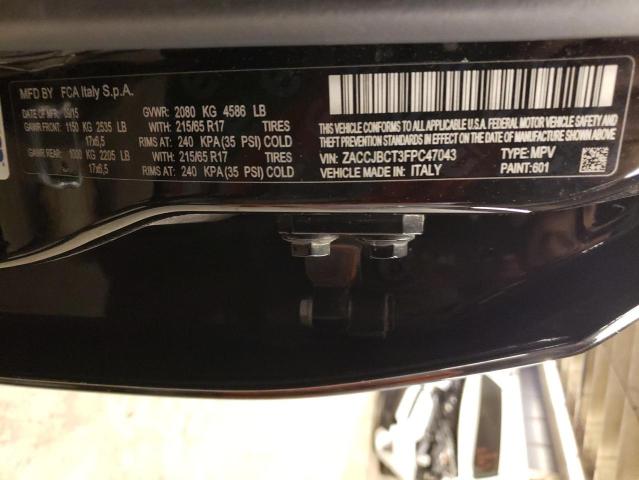 MFD BY FCA Italy S.p.A.
DATE OF MFD: 09/15 GVWR: 2080 KG 4586 LB
GAWR FRONT: 1150 KG 2535 LB WITH: 215/65 R17 TIRES
17x6,5 RIMS AT: 240 KPA (35 PSI) COLD
GAWR REAR: 1000 KG 2205 LB WITH: 215/65 R17 TIRES
17x6,5 RIMS AT: 240 KPA (35 PSI) COLD
THIS VEHICLE CONFORMS TO ALL APPLICABLE U.S.A. FEDERAL MOTOR VEHICLE SAFETY,
BUMPER, AND THEFT PREVENTION STANDARDS IN EFFECT ON THE DATE OF MANUFACTURE SHOWN ABOVE.
VIN: ZACCJBCT3FPC47043 TYPE: MPV
MADE IN: ITALY PAINT: 601